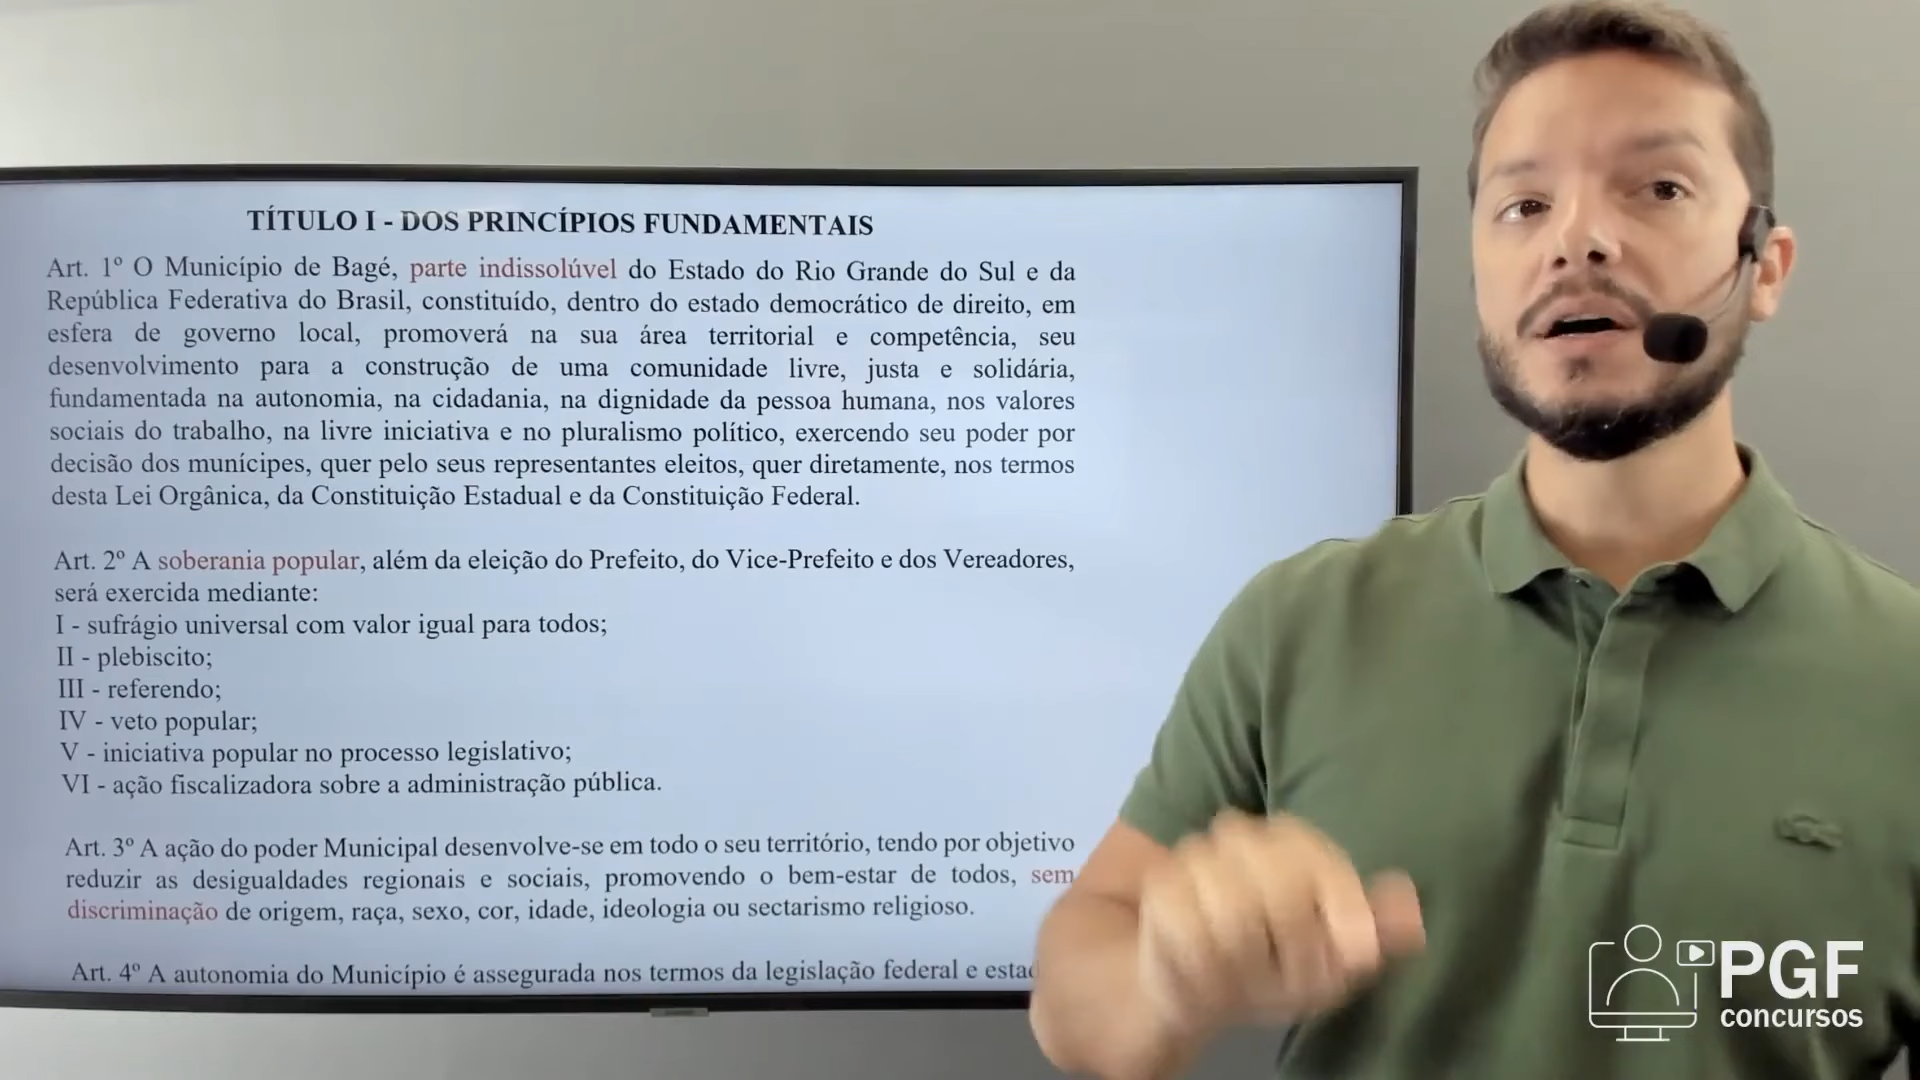 TÍTULO I - DOS PRINCÍPIOS FUNDAMENTAIS
Art. 1º O Município de Bagé, parte indissolúvel do Estado do Rio Grande do Sul e da
República Federativa do Brasil, constituído, dentro do estado democrático de direito, em
esfera de governo local, promoverá na sua área territorial e competência, seu
desenvolvimento para a construção de uma comunidade livre, justa e solidária,
fundamentada na autonomia, na cidadania, na dignidade da pessoa humana, nos valores
sociais do trabalho, na livre iniciativa e no pluralismo político, exercendo seu poder por
decisão dos munícipes, quer pelo seus representantes eleitos, quer diretamente, nos termos
desta Lei Orgânica, da Constituição Estadual e da Constituição Federal.
Art. 2º A soberania popular, além da eleição do Prefeito, do Vice-Prefeito e dos Vereadores,
será exercida mediante:
I - sufrágio universal com valor igual para todos;
II - plebiscito;
III - referendo;
IV - veto popular;
V - iniciativa popular no processo legislativo;
VI - ação fiscalizadora sobre a administração pública.
Art. 3º A ação do poder Municipal desenvolve-se em todo o seu território, tendo por objetivo
reduzir as desigualdades regionais e sociais, promovendo o bem-estar de todos, sem
discriminação de origem, raça, sexo, cor, idade, ideologia ou sectarismo religioso.
Art. 4º A autonomia do Município é assegurada nos termos da legislação federal e
PGF
concursos